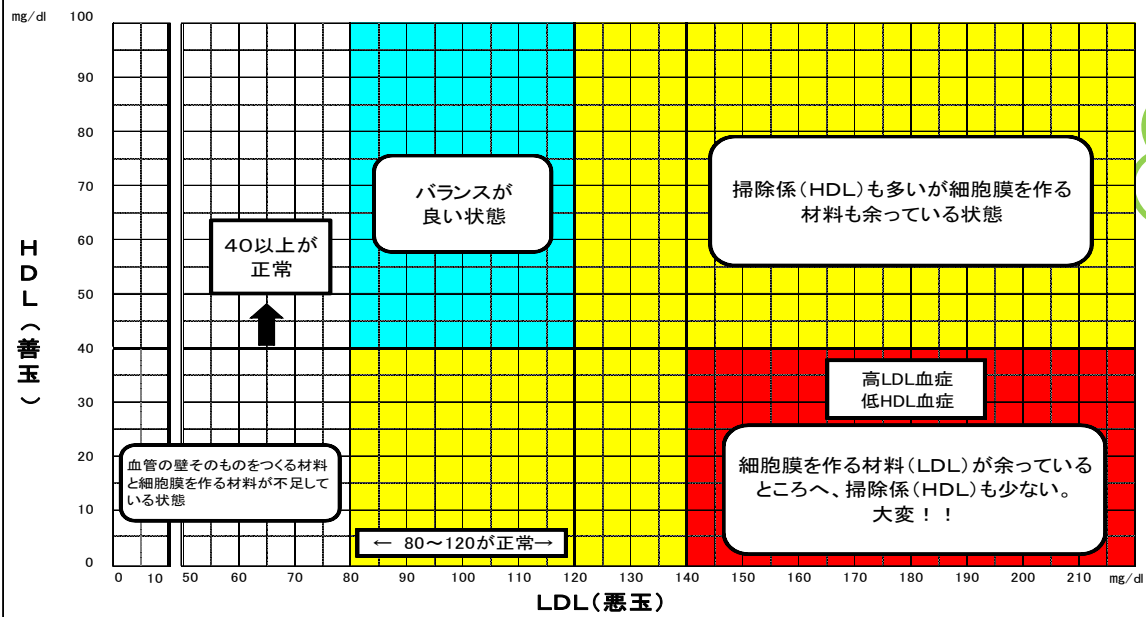 mg/dl
100
90
80
70
60
50
40
30
20
10
0
HDL(善玉)
バランスが
良い状態
掃除係(HDL)も多いが細胞膜を作る
材料も余っている状態
40以上が
正常
高LDL血症
低HDL血症
血管の壁そのものをつくる材料
と細胞膜を作る材料が不足して
いる状態
細胞膜を作る材料(LDL)が余っている
ところへ、掃除係(HDL)も少ない。
大変!!
← 80～120が正常→
0 10 50 60 70 80 90 100 110 120 130 140 150 160 170 180 190 200 210 mg/dl
LDL(悪玉)